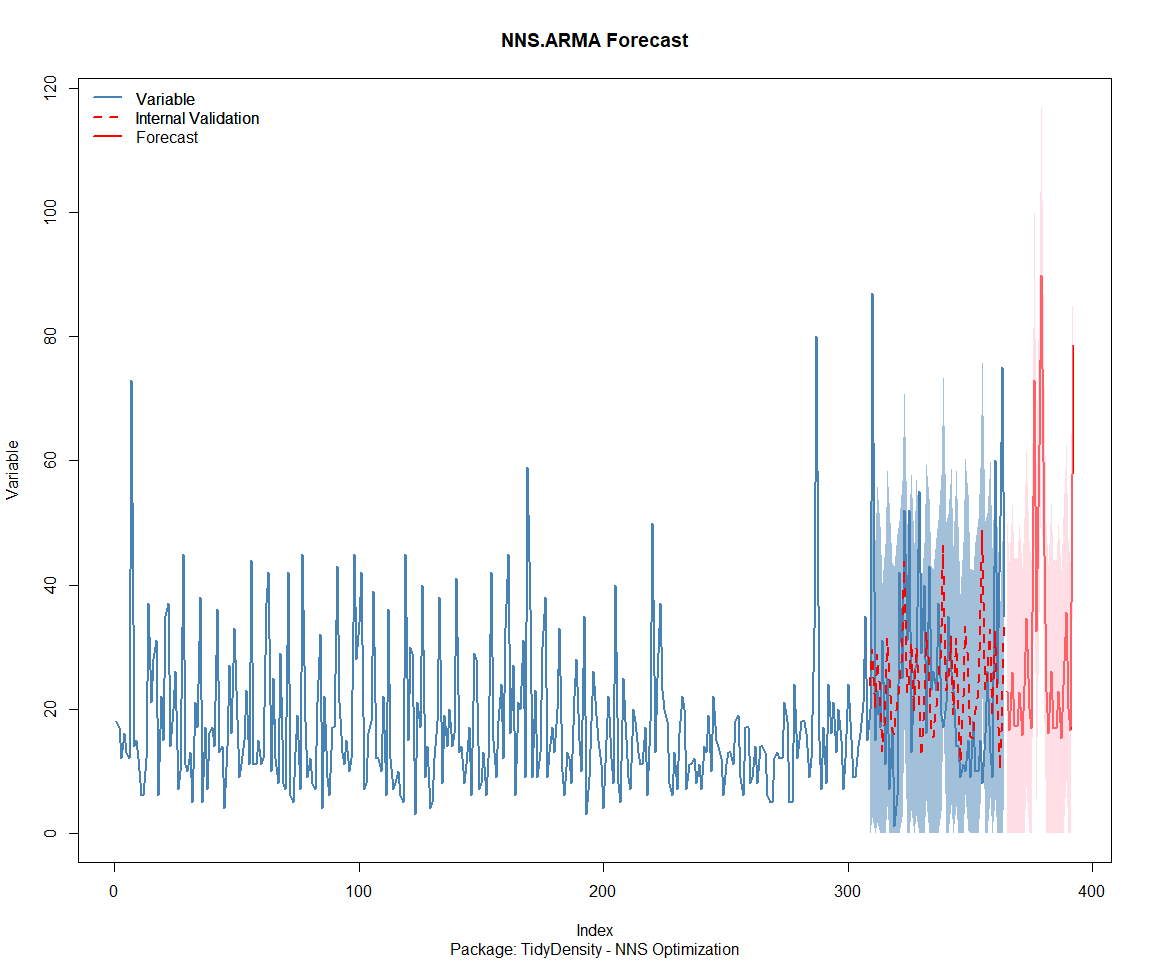 NNS.ARMA Forecast
Variable
Internal Validation
Forecast
Variable
0
20
40
60
80
100
120
0
100
200
300
400
Index
Package: TidyDensity - NNS Optimization